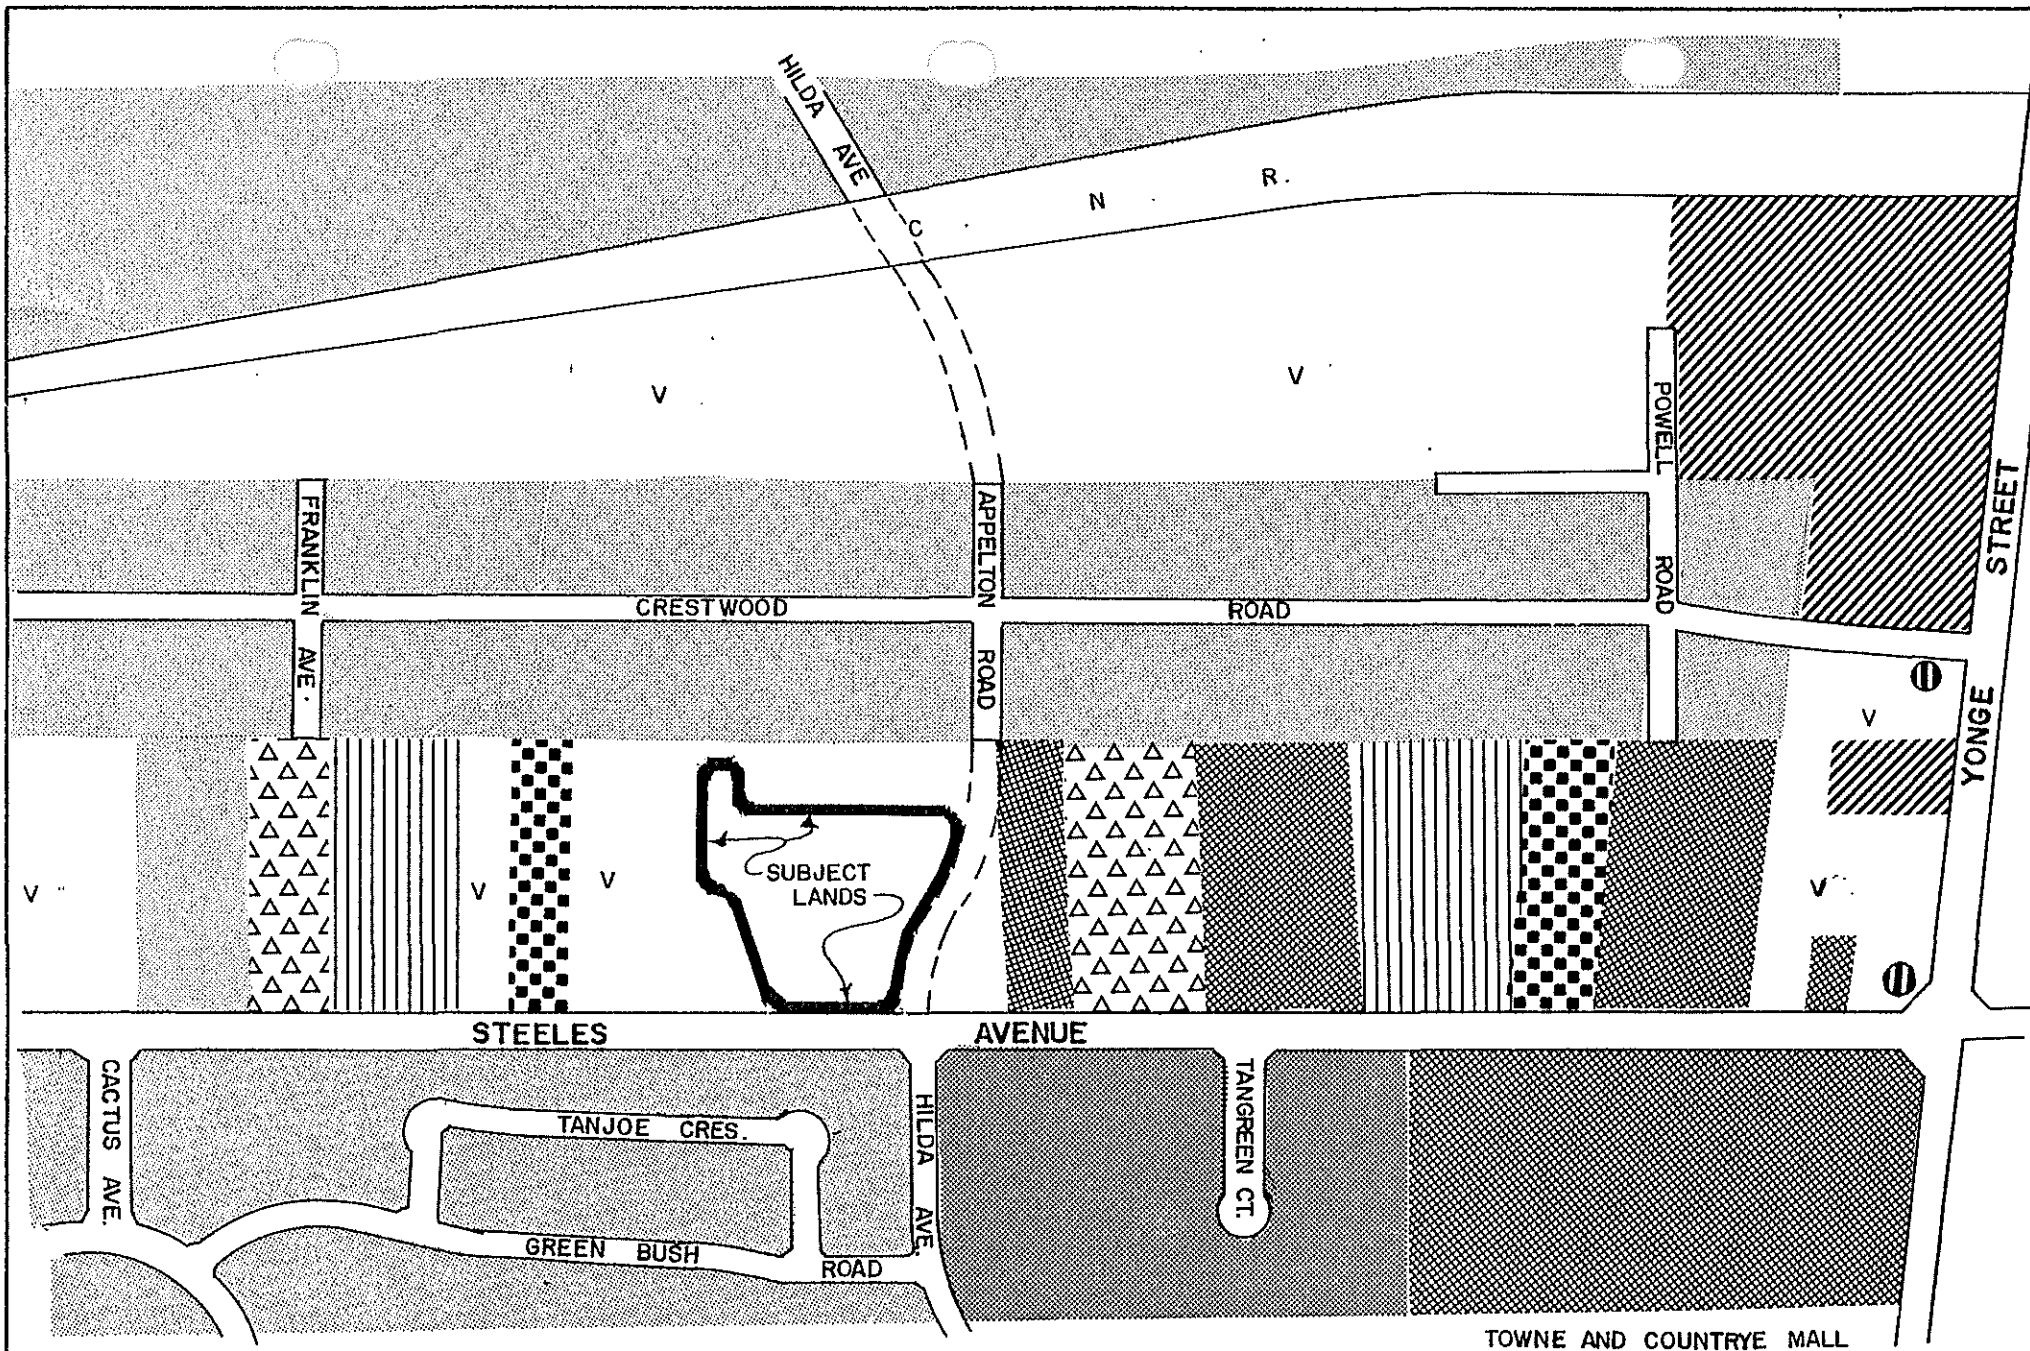 HILDA AVE
C N R.
V
V
POWELL ROAD
FRANKLIN AVE.
APPELTON ROAD
CRESTWOOD ROAD
YONGE STREET
V
SUBJECT
LANDS
V
V
V
V
STEELES AVENUE
CACTUS AVE.
TANJOE CRES.
HILDA AVE.
TANGREEN CT.
GREEN BUSH ROAD
TOWNE AND COUNTRYE MALL